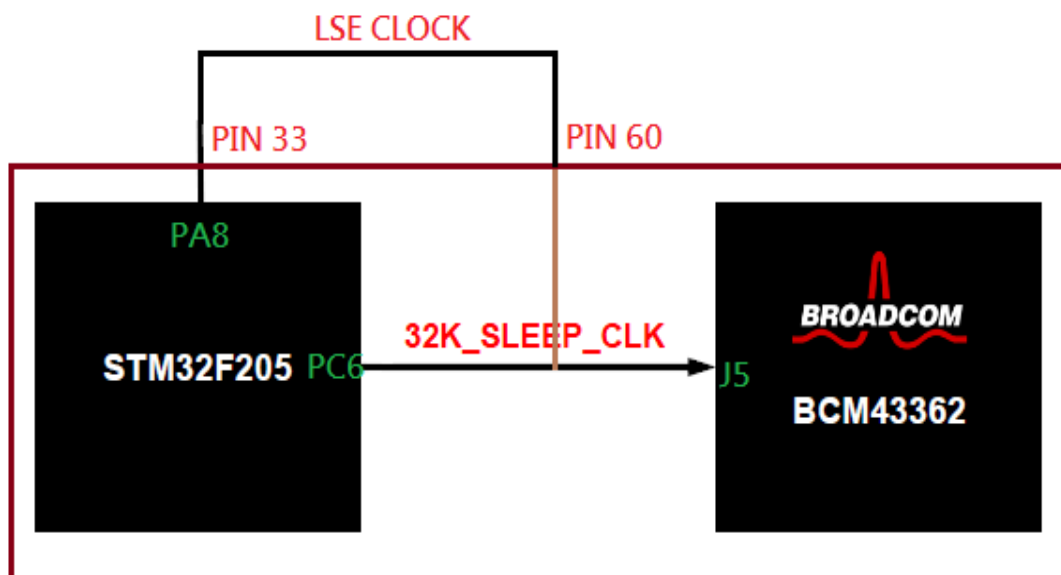 LSE CLOCK
PIN 33
PIN 60
PA8
32K_SLEEP_CLK
BROADCOM
STM32F205
PC6
J5
BCM43362